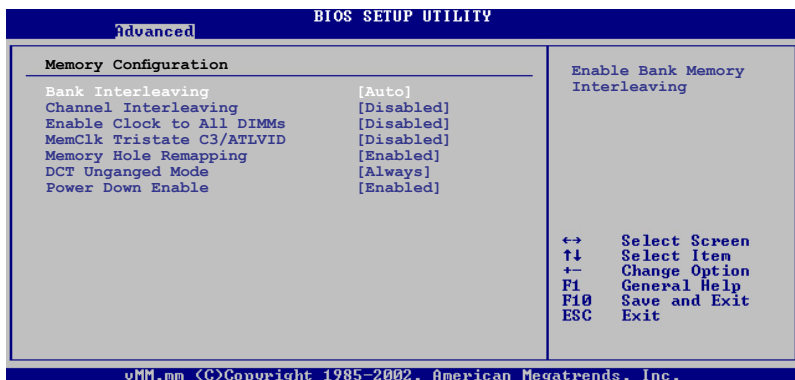 BIOS SETUP UTILITY
Advanced
Memory Configuration
Bank Interleaving [Auto]
Channel Interleaving [Disabled]
Enable Clock to All DIMMs [Disabled]
MemClk Tristate C3/ATLVID [Disabled]
Memory Hole Remapping [Enabled]
DCT Unganged Mode [Always]
Power Down Enable [Enabled]
Enable Bank Memory
Interleaving
←→ Select Screen
↑↓ Select Item
+- Change Option
F1 General Help
F10 Save and Exit
ESC Exit
vMM.mm (C)Copyright 1985-2002, American Megatrends, Inc.